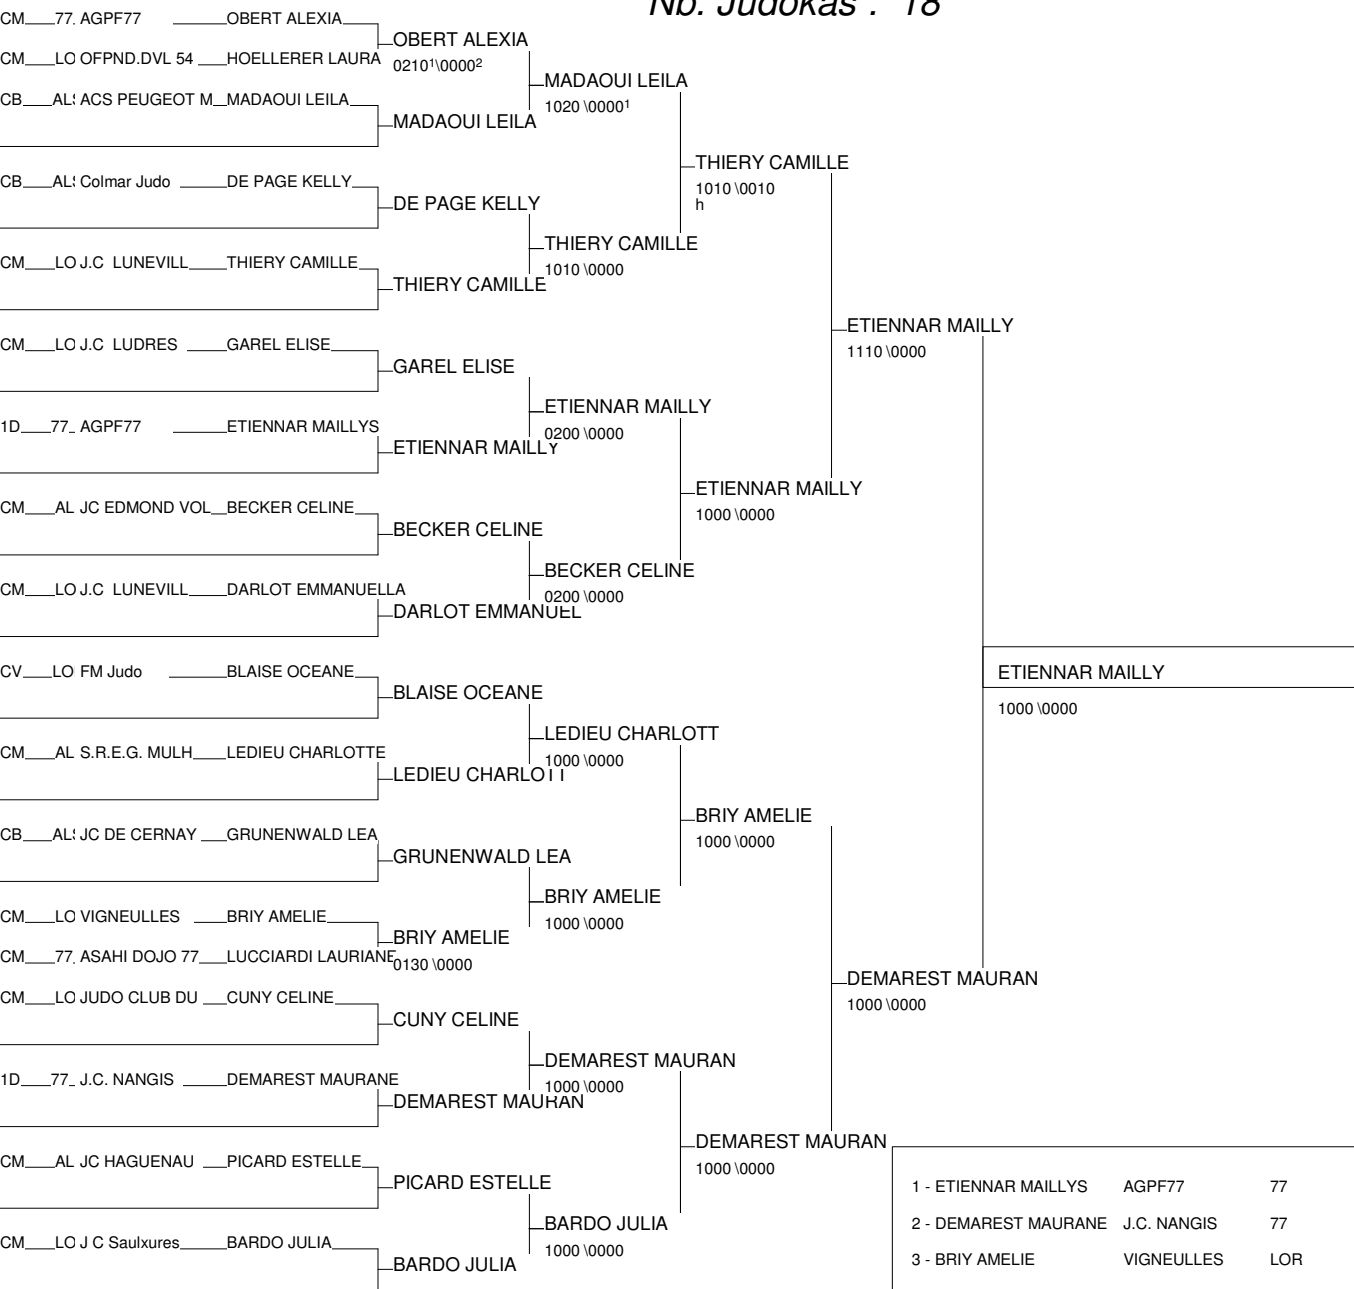 Nb. Judokas : 18
CM 77 AGPF77 OBERT ALEXIA
OBERT ALEXIA
CM LO OFPND.DVL 54 HOELLERER LAURA
0210¹\0000²
MADAOUI LEILA
CB AL ACS PEUGEOT M MADAOUI LEILA
1020 \0000¹
MADAOUI LEILA
THIERY CAMILLE
CB AL Colmar Judo DE PAGE KELLY
1010 \0010
h
DE PAGE KELLY
THIERY CAMILLE
CM LO J.C LUNEVILL THIERY CAMILLE
1010 \0000
THIERY CAMILLE
ETIENNAR MAILLY
CM LO J.C LUDRES GAREL ELISE
1110 \0000
GAREL ELISE
ETIENNAR MAILLY
1D 77 AGPF77 ETIENNAR MAILLYS
0200 \0000
ETIENNAR MAILLY
ETIENNAR MAILLY
CM AL JC EDMOND VOL BECKER CELINE
1000 \0000
BECKER CELINE
BECKER CELINE
CM LO J.C LUNEVILL DARLOT EMMANUELLA
0200 \0000
DARLOT EMMANUEL
CV LO FM Judo BLAISE OCEANE
ETIENNAR MAILLY
BLAISE OCEANE
1000 \0000
LEDIEU CHARLOTT
CM AL S.R.E.G. MULH LEDIEU CHARLOTTE
1000 \0000
LEDIEU CHARLOTT
BRIY AMELIE
CB AL JC DE CERNAY GRUNENWALD LEA
1000 \0000
GRUNENWALD LEA
BRIY AMELIE
CM LO VIGNEULLES BRIY AMELIE
1000 \0000
BRIY AMELIE
CM 77 ASAHI DOJO 77 LUCCIARDI LAURIANE
0130 \0000
DEMAREST MAURAN
CM LO JUDO CLUB DU CUNY CELINE
1000 \0000
CUNY CELINE
DEMAREST MAURAN
1D 77 J.C. NANGIS DEMAREST MAURANE
1000 \0000
DEMAREST MAURAN
DEMAREST MAURAN
CM AL JC HAGUENAU PICARD ESTELLE
1000 \0000
PICARD ESTELLE
1 - ETIENNAR MAILLYS AGPF77 77
BARDO JULIA
2 - DEMAREST MAURANE J.C. NANGIS 77
CM LO J C Saulxures BARDO JULIA
1000 \0000
3 - BRIY AMELIE VIGNEULLES LOR
BARDO JULIA